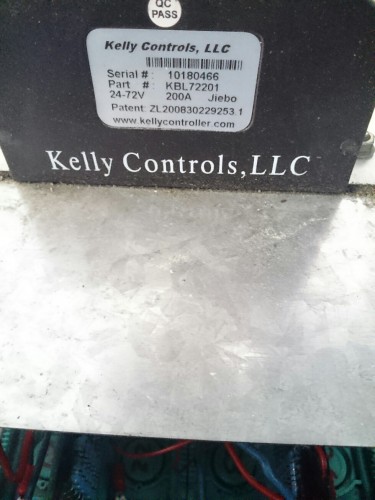 QC
PASS
Kelly Controls, LLC
Serial # : 10180466
Part # : KBL72201
24-72V 200A Jiebo
Patent: ZL200830229253.1
www.kellycontroller.com
Kelly Controls,LLC